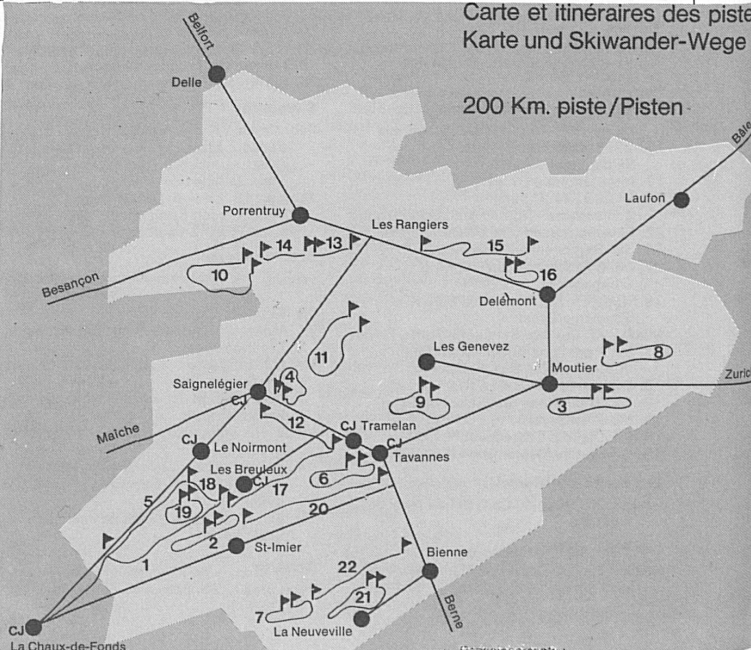 Carte et itinéraires des piste
Karte und Skiwander-Wege
200 Km. piste/Pisten
Belfort
Delle
Bâle
Laufon
Porrentruy
Les Rangiers
14
13
15
10
16
Besançon
Delémont
Les Genevez
11
8
Moutier
Zuric
Saignelégier
4
CJ
9
3
12
CJ Tramelan
Maîche
CJ
CJ
Le Noirmont
Tavannes
Les Breuleux
CJ
18
17
6
5
19
20
2
1
St-Imier
22
Bienne
21
7
Berne
La Neuveville
CJ
La Chaux-de-Fonds